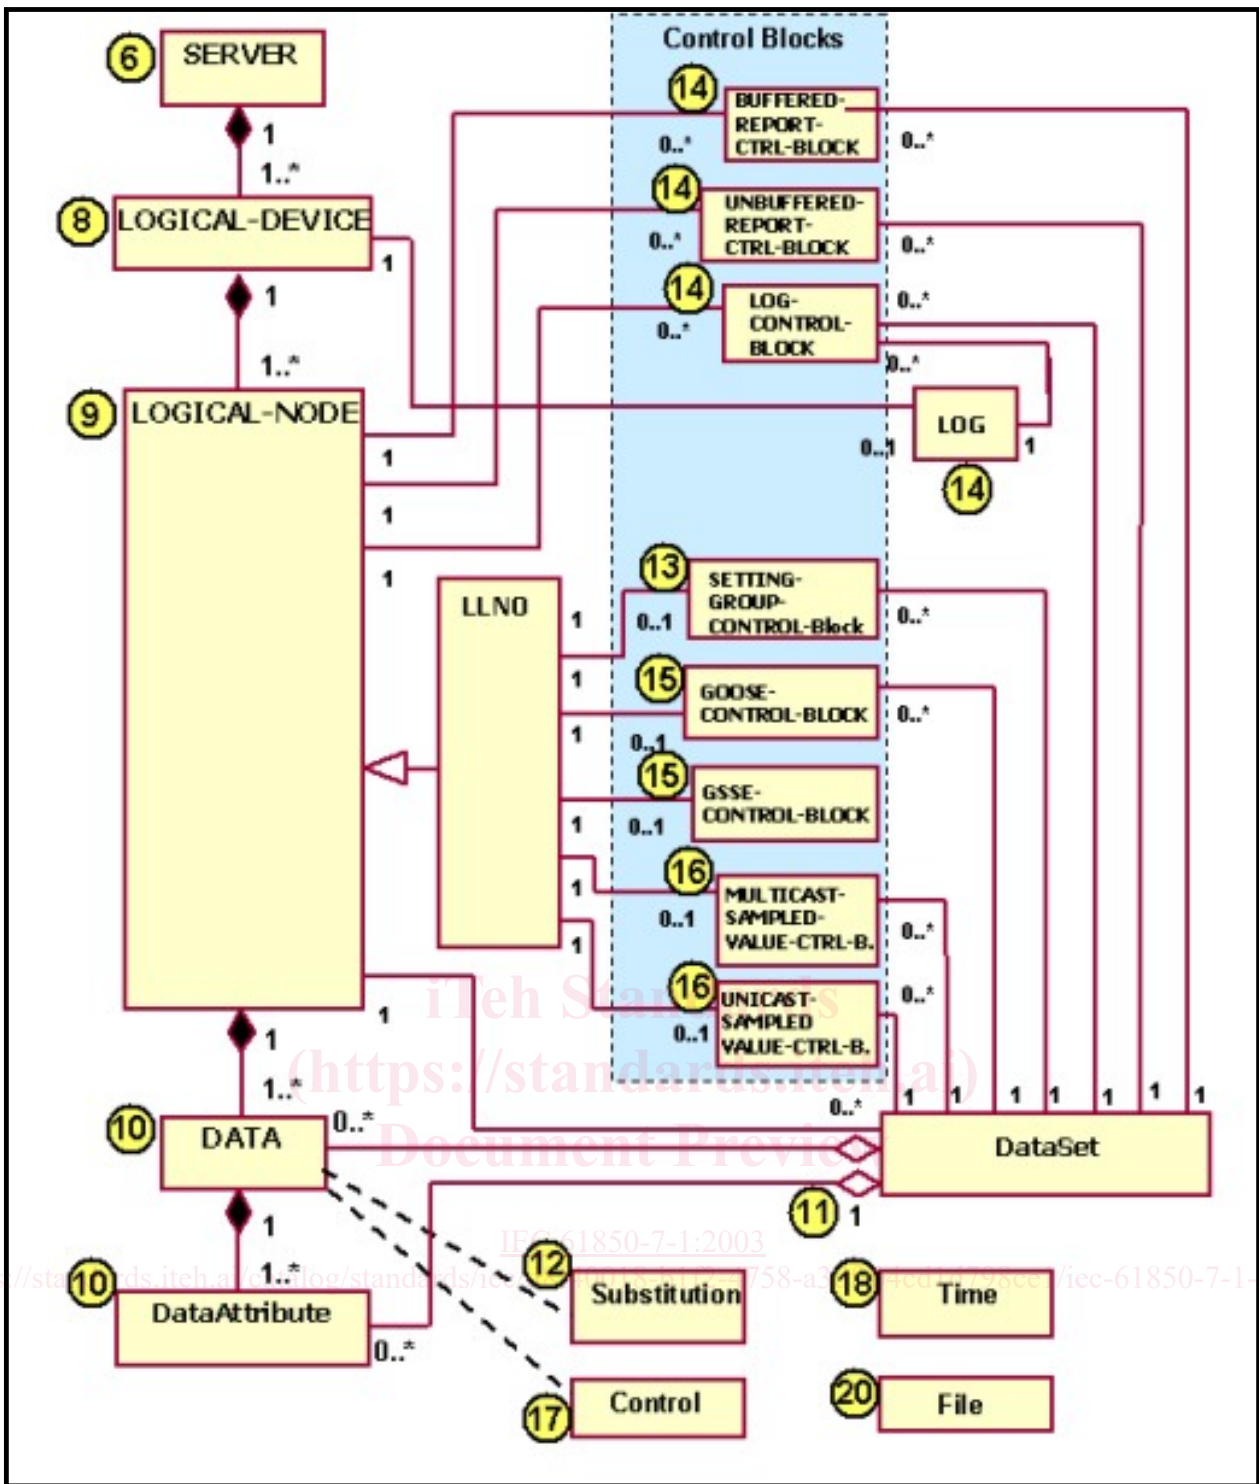 Control Blocks
6
SERVER
1
1..*
8
LOGICAL-DEVICE
1
1
1..*
9
LOGICAL-NODE
1
1
1
14
BUFFERED-
REPORT-
CTRL-BLOCK
0..*
0..*
14
UNBUFFERED-
REPORT-
CTRL-BLOCK
0..*
0..*
14
LOG-
CONTROL-
BLOCK
0..*
0..*
0..*
LOG
0..1
1
14
LLNO
1
1
1
1
1
1
13
SETTING-
GROUP-
CONTROL-Block
0..1
0..*
15
GOOSE-
CONTROL-BLOCK
0..1
0..*
15
GSSE-
CONTROL-BLOCK
0..1
16
MULTICAST-
SAMPLED-
VALUE-CTRL-B.
0..1
0..*
16
UNICAST-
SAMPLED
VALUE-CTRL-B.
0..1
0..*
iTeh Standards
(https://standards.iteh.ai)
Document Preview
1
1
1..*
0..*
0..*
1
1
1
1
1
1
1
10
DATA
DataSet
11
1
1
1..*
10
DataAttribute
0..*
IEC 61850-7-1:2003
12
Substitution
18
Time
17
Control
20
File